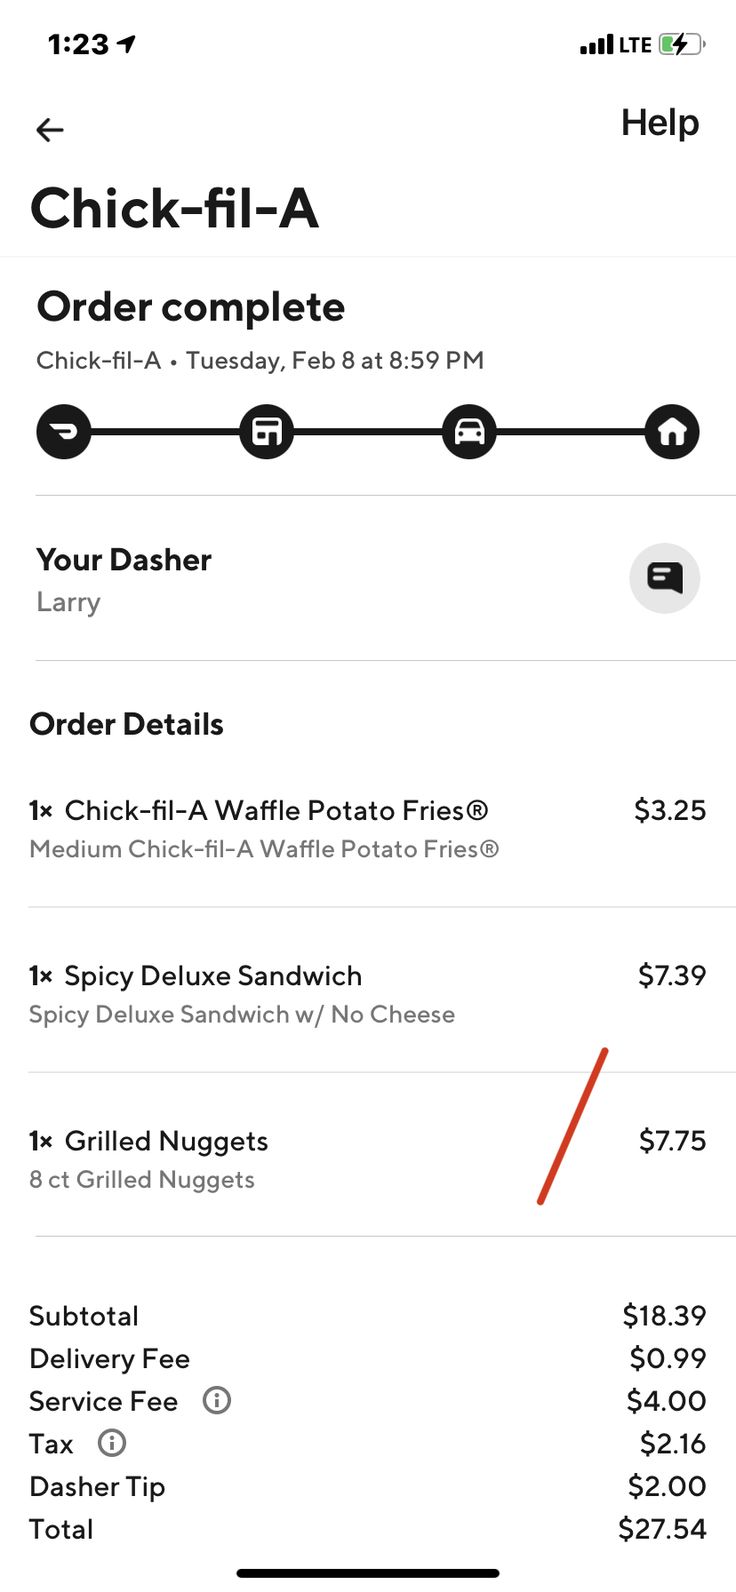 1:23 LTE
Help
Chick-fil-A
Order complete
Chick-fil-A • Tuesday, Feb 8 at 8:59 PM
Your Dasher
Larry
Order Details
1× Chick-fil-A Waffle Potato Fries® $3.25
Medium Chick-fil-A Waffle Potato Fries®
1× Spicy Deluxe Sandwich $7.39
Spicy Deluxe Sandwich w/ No Cheese
1× Grilled Nuggets $7.75
8 ct Grilled Nuggets
Subtotal $18.39
Delivery Fee $0.99
Service Fee $4.00
Tax $2.16
Dasher Tip $2.00
Total $27.54